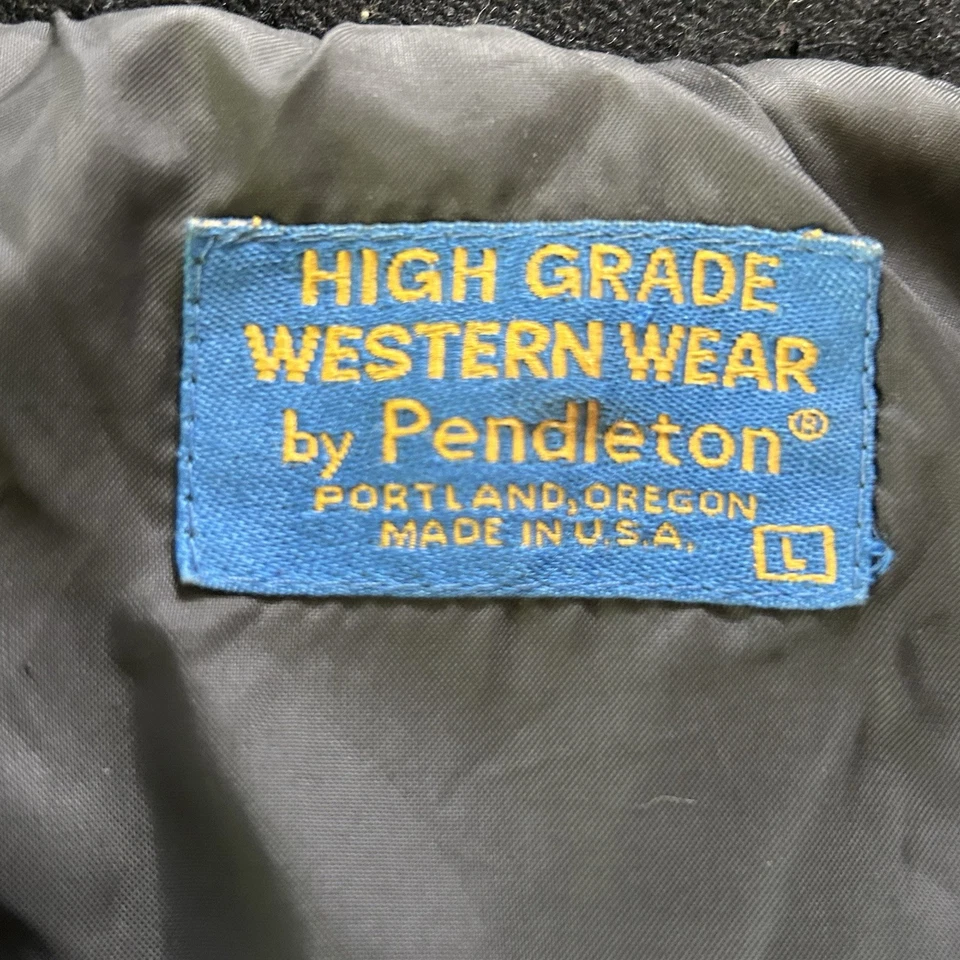 HIGH GRADE
WESTERN WEAR
by Pendleton®
PORTLAND, OREGON
MADE IN U.S.A.
L